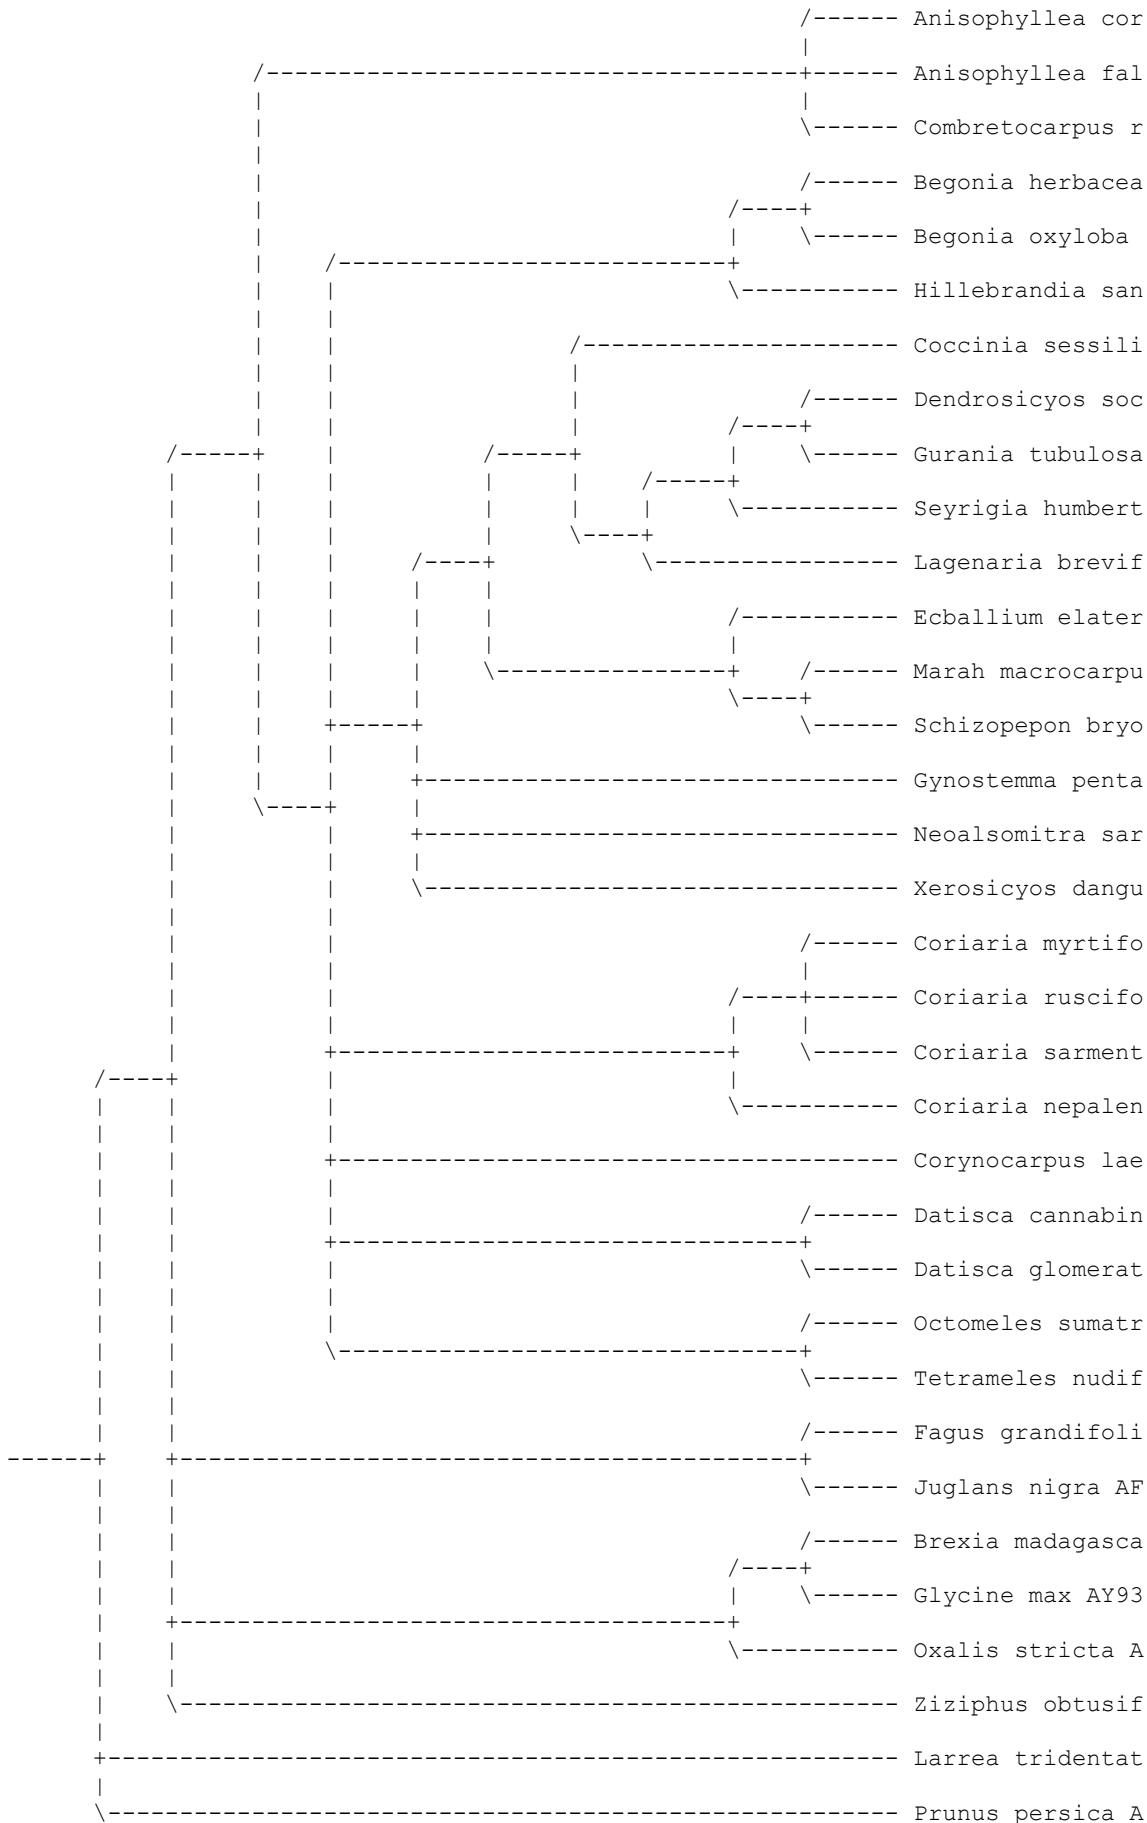 Anisophyllea cor
Anisophyllea fal
Combretocarpus r
Begonia herbacea
Begonia oxyloba
Hillebrandia san
Coccinia sessili
Dendrosicyos soc
Gurania tubulosa
Seyrigia humbert
Lagenaria brevif
Ecballium elater
Marah macrocarpu
Schizopepon bryo
Gynostemma penta
Neoalsomitra sar
Xerosicyos dangu
Coriaria myrtifo
Coriaria ruscifo
Coriaria sarment
Coriaria nepalen
Corynocarpus lae
Datisca cannabin
Datisca glomerat
Octomeles sumatr
Tetrameles nudif
Fagus grandifoli
Juglans nigra AF
Brexia madagasca
Glycine max AY93
Oxalis stricta A
Ziziphus obtusif
Larrea tridentat
Prunus persica A